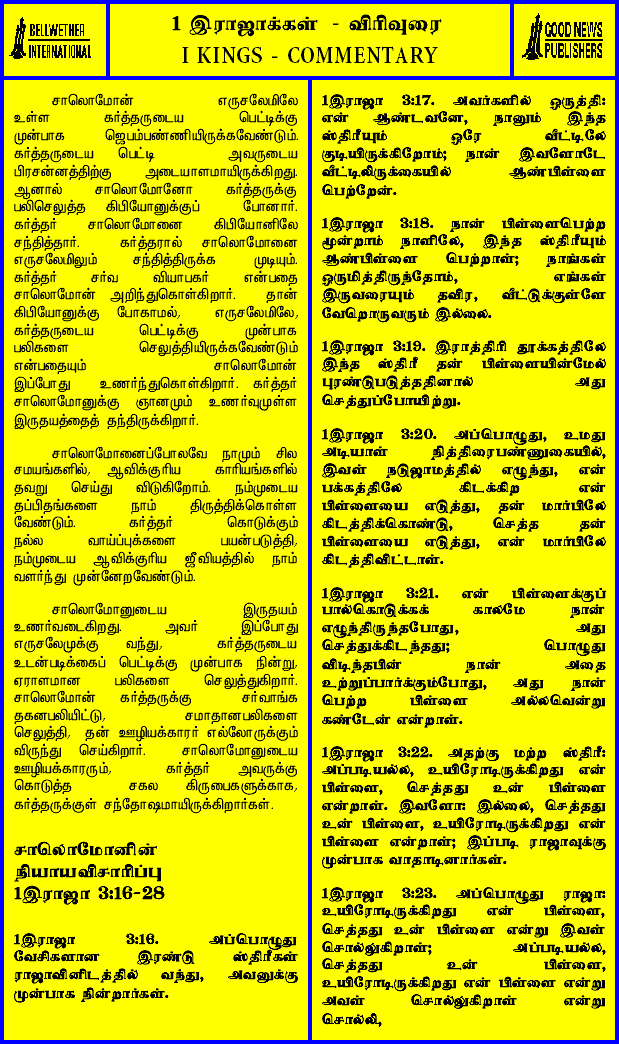 BELLWETHER
INTERNATIONAL
1 இராஜாக்கள் - விரிவுரை
I KINGS - COMMENTARY
GOOD NEWS
PUBLISHERS
சாலொமோன் எருசலேமிலே
உள்ள கர்த்தருடைய பெட்டிக்கு
முன்பாக ஜெபம்பண்ணியிருக்கவேண்டும்.
கர்த்தருடைய பெட்டி அவருடைய
பிரசன்னத்திற்கு அடையாளமாயிருக்கிறது.
ஆனால் சாலொமோனோ கர்த்தருக்கு
பலிசெலுத்த கிபியோனுக்குப் போனார்.
கர்த்தர் சாலொமோனை கிபியோனிலே
சந்தித்தார். கர்த்தரால் சாலொமோனை
எருசலேமிலும் சந்தித்திருக்க முடியும்.
கர்த்தர் சர்வ வியாபகர் என்பதை
சாலொமோன் அறிந்துகொள்கிறார். தான்
கிபியோனுக்கு போகாமல், எருசலேமிலே,
கர்த்தருடைய பெட்டிக்கு முன்பாக
பலிகளை செலுத்தியிருக்கவேண்டும்
என்பதையும் சாலொமோன்
இப்போது உணர்ந்துகொள்கிறார். கர்த்தர்
சாலொமோனுக்கு ஞானமும் உணர்வுமுள்ள
இருதயத்தைத் தந்திருக்கிறார்.
சாலொமோனைப்போலவே நாமும் சில
சமயங்களில், ஆவிக்குரிய காரியங்களில்
தவறு செய்து விடுகிறோம். நம்முடைய
தப்பிதங்களை நாம் திருத்திக்கொள்ள
வேண்டும். கர்த்தர் கொடுக்கும்
நல்ல வாய்ப்புக்களை பயன்படுத்தி,
நம்முடைய ஆவிக்குரிய ஜீவியத்தில் நாம்
வளர்ந்து முன்னேறவேண்டும்.
சாலொமோனுடைய இருதயம்
உணர்வடைகிறது. அவர் இப்போது
எருசலேமுக்கு வந்து, கர்த்தருடைய
உடன்படிக்கைப் பெட்டிக்கு முன்பாக நின்று,
ஏராளமான பலிகளை செலுத்துகிறார்.
சாலொமோன் கர்த்தருக்கு சர்வாங்க
தகனபலியிட்டு, சமாதானபலிகளை
செலுத்தி, தன் ஊழியக்காரர் எல்லோருக்கும்
விருந்து செய்கிறார். சாலொமோனுடைய
ஊழியக்காரரும், கர்த்தர் அவருக்கு
கொடுத்த சகல கிருபைகளுக்காக,
கர்த்தருக்குள் சந்தோஷமாயிருக்கிறார்கள்.
சாலொமோனின்
நியாயவிசாரிப்பு
1இராஜா 3:16-28
1இராஜா 3:16. அப்பொழுது
வேசிகளான இரண்டு ஸ்திரீகள்
ராஜாவினிடத்தில் வந்து, அவனுக்கு
முன்பாக நின்றார்கள்.
1இராஜா 3:17. அவர்களில் ஒருத்தி:
என் ஆண்டவனே, நானும் இந்த
ஸ்திரீயும் ஒரே வீட்டிலே
குடியிருக்கிறோம்; நான் இவளோடே
வீட்டிலிருக்கையில் ஆண்பிள்ளை
பெற்றேன்.
1இராஜா 3:18. நான் பிள்ளைபெற்ற
மூன்றாம் நாளிலே, இந்த ஸ்திரீயும்
ஆண்பிள்ளை பெற்றாள்; நாங்கள்
ஒருமித்திருந்தோம், எங்கள்
இருவரையும் தவிர, வீட்டுக்குள்ளே
வேறொருவரும் இல்லை.
1இராஜா 3:19. இராத்திரி தூக்கத்திலே
இந்த ஸ்திரீ தன் பிள்ளையின்மேல்
புரண்டுபடுத்ததினால் அது
செத்துப்போயிற்று.
1இராஜா 3:20. அப்பொழுது, உமது
அடியாள் நித்திரைபண்ணுகையில்,
இவள் நடுஜாமத்தில் எழுந்து, என்
பக்கத்திலே கிடக்கிற என்
பிள்ளையை எடுத்து, தன் மார்பிலே
கிடத்திக்கொண்டு, செத்த தன்
பிள்ளையை எடுத்து, என் மார்பிலே
கிடத்திவிட்டாள்.
1இராஜா 3:21. என் பிள்ளைக்குப்
பால்கொடுக்கக் காலமே நான்
எழுந்திருந்தபோது, அது
செத்துக்கிடந்தது; பொழுது
விடிந்தபின் நான் அதை
உற்றுப்பார்க்கும்போது, அது நான்
பெற்ற பிள்ளை அல்லவென்று
கண்டேன் என்றாள்.
1இராஜா 3:22. அதற்கு மற்ற ஸ்திரீ:
அப்படியல்ல, உயிரோடிருக்கிறது என்
பிள்ளை, செத்தது உன் பிள்ளை
என்றாள். இவளோ: இல்லை, செத்தது
உன் பிள்ளை, உயிரோடிருக்கிறது என்
பிள்ளை என்றாள்; இப்படி ராஜாவுக்கு
முன்பாக வாதாடினார்கள்.
1இராஜா 3:23. அப்பொழுது ராஜா:
உயிரோடிருக்கிறது என் பிள்ளை,
செத்தது உன் பிள்ளை என்று இவள்
சொல்லுகிறாள்; அப்படியல்ல,
செத்தது உன் பிள்ளை,
உயிரோடிருக்கிறது என் பிள்ளை என்று
அவள் சொல்லுகிறாள் என்று
சொல்லி,